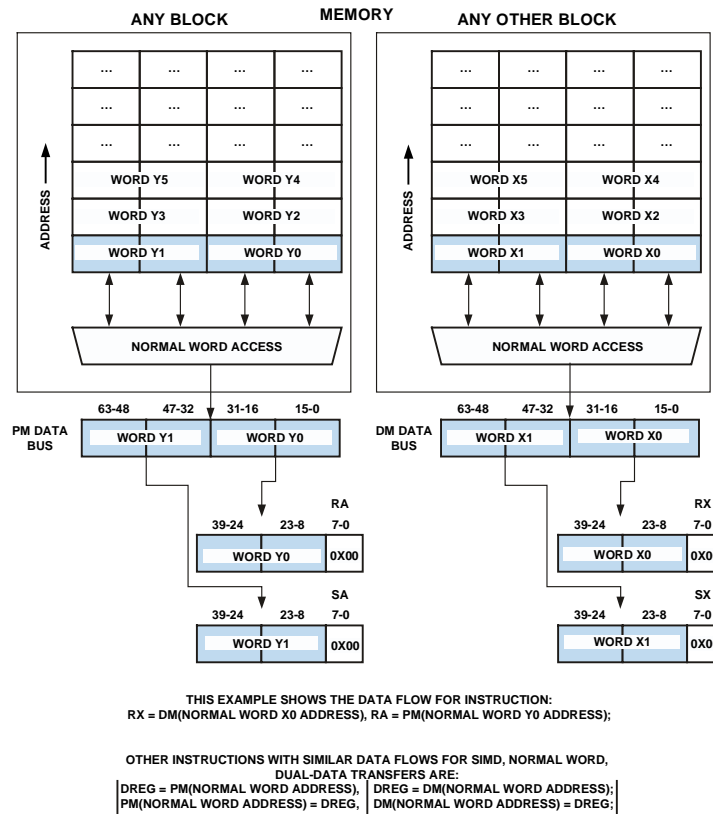 MEMORY
ANY BLOCK
ANY OTHER BLOCK
... ... ... ...
... ... ... ...
... ... ... ...
... ... ... ...
... ... ... ...
... ... ... ...
ADDRESS
WORD Y5 WORD Y4
WORD Y3 WORD Y2
WORD Y1 WORD Y0
ADDRESS
WORD X5 WORD X4
WORD X3 WORD X2
WORD X1 WORD X0
NORMAL WORD ACCESS
NORMAL WORD ACCESS
63-48 47-32 31-16 15-0
PM DATA
BUS
WORD Y1 WORD Y0
63-48 47-32 31-16 15-0
DM DATA
BUS
WORD X1 WORD X0
RA
39-24 23-8 7-0
WORD Y0 0X00
SA
39-24 23-8 7-0
WORD Y1 0X00
RX
39-24 23-8 7-0
WORD X0 0X00
SX
39-24 23-8 7-0
WORD X1 0X00
THIS EXAMPLE SHOWS THE DATA FLOW FOR INSTRUCTION:
RX = DM(NORMAL WORD X0 ADDRESS), RA = PM(NORMAL WORD Y0 ADDRESS);
OTHER INSTRUCTIONS WITH SIMILAR DATA FLOWS FOR SIMD, NORMAL WORD,
DUAL-DATA TRANSFERS ARE:
DREG = PM(NORMAL WORD ADDRESS), DREG = DM(NORMAL WORD ADDRESS);
PM(NORMAL WORD ADDRESS) = DREG, DM(NORMAL WORD ADDRESS) = DREG;